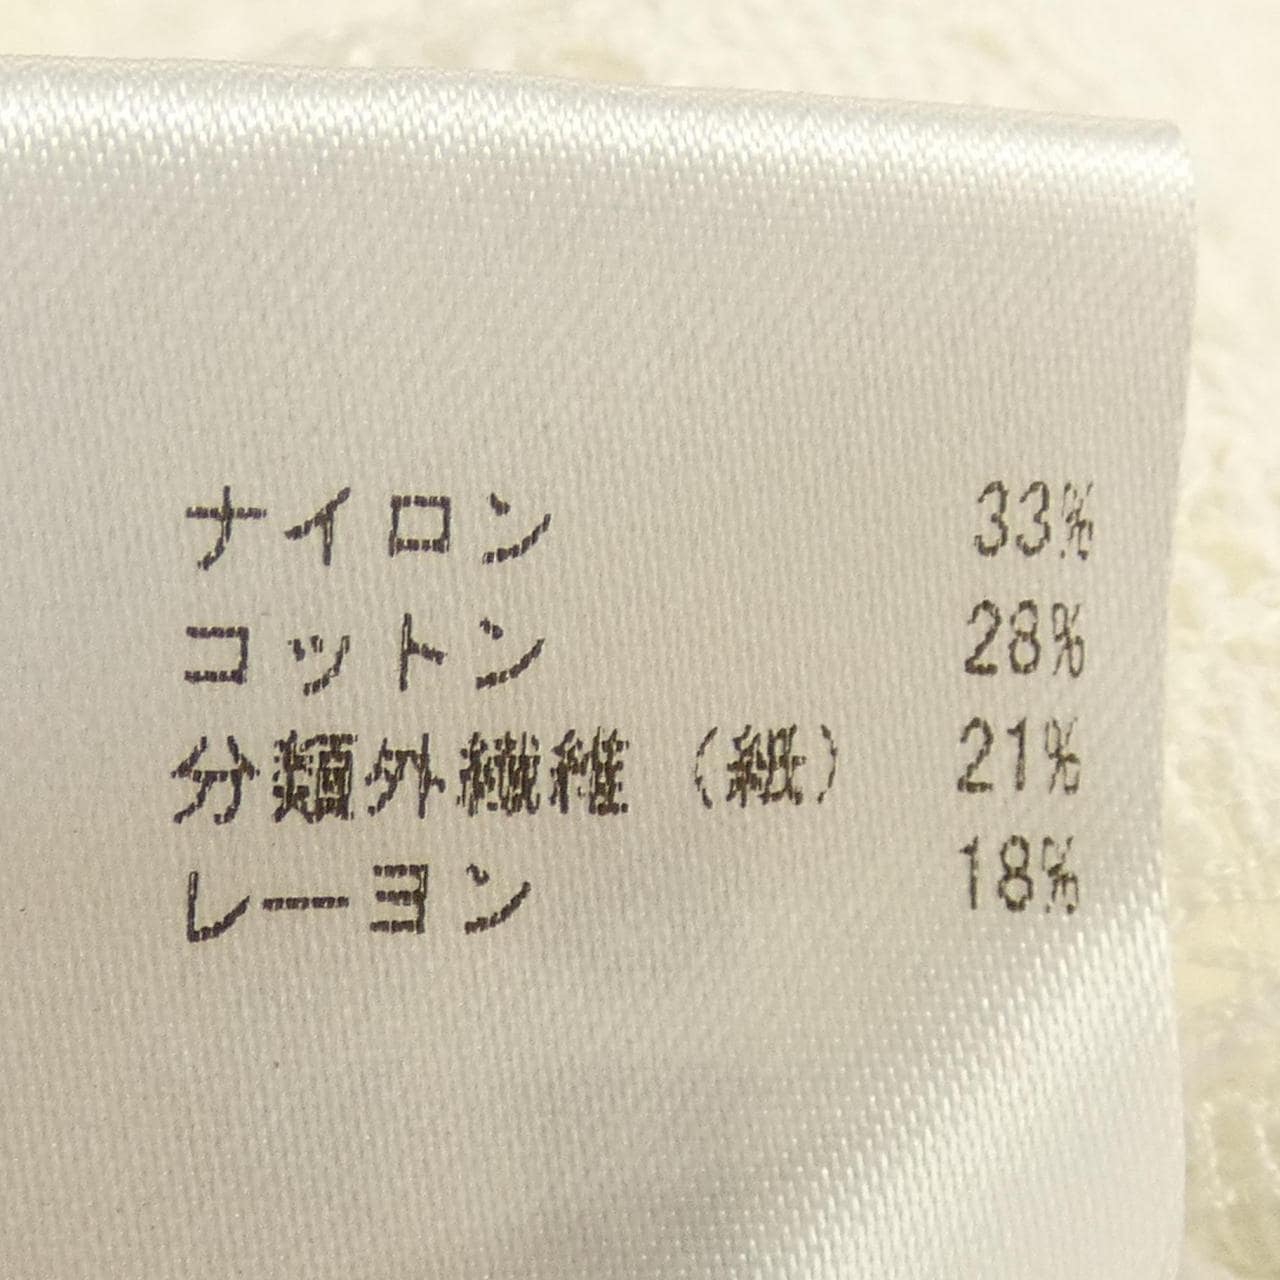 ナイロン 33%
コットン 28%
分類外繊維（紙） 21%
レーヨン 18%